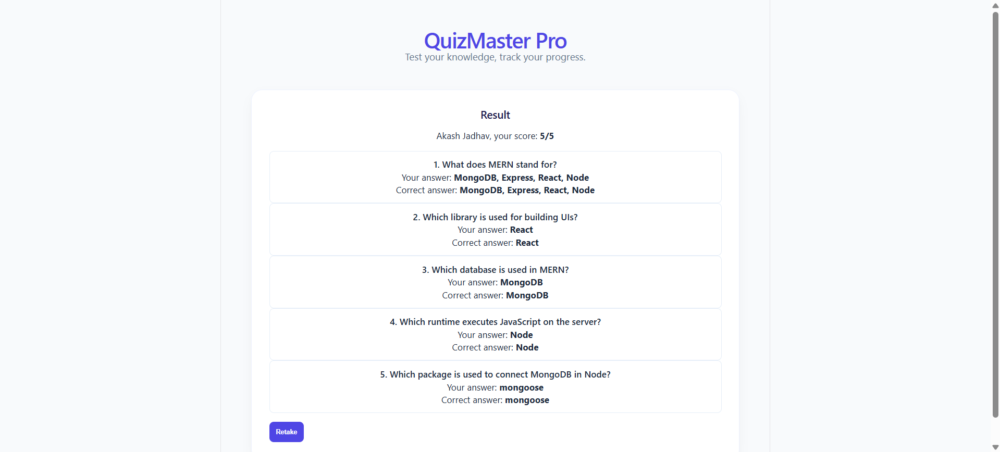 QuizMaster Pro
Test your knowledge, track your progress.
Result
Akash Jadhav, your score: 5/5
1. What does MERN stand for?
Your answer: MongoDB, Express, React, Node
Correct answer: MongoDB, Express, React, Node
2. Which library is used for building UIs?
Your answer: React
Correct answer: React
3. Which database is used in MERN?
Your answer: MongoDB
Correct answer: MongoDB
4. Which runtime executes JavaScript on the server?
Your answer: Node
Correct answer: Node
5. Which package is used to connect MongoDB in Node?
Your answer: mongoose
Correct answer: mongoose
Retake